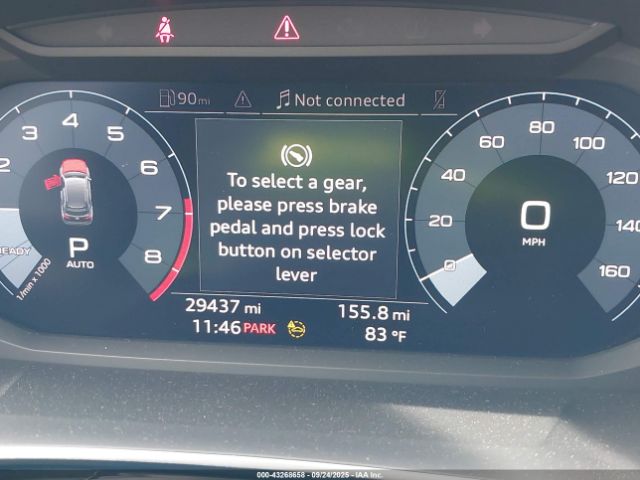 90mi
Not connected
2 3 4 5 6 7 8
READY
1/min x 1000
P
AUTO
To select a gear,
please press brake
pedal and press lock
button on selector
lever
0 20 40 60 80 100 120 140 160
0
MPH
29437 mi
155.8 mi
11:46 PARK
83 °F
000-43268658 - 09/24/2025 - IAA Inc.